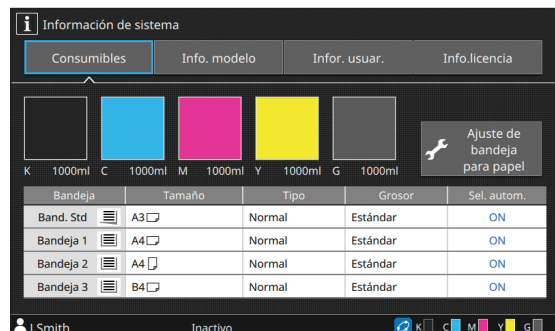 i Información de sistema
Consumibles Info. modelo Infor. usuar. Info.licencia
K 1000ml C 1000ml M 1000ml Y 1000ml G 1000ml
Ajuste de
bandeja
para papel
Bandeja Tamaño Tipo Grosor Sel. autom.
Band. Std A3 Normal Estándar ON
Bandeja 1 A4 Normal Estándar ON
Bandeja 2 A4 Normal Estándar ON
Bandeja 3 B4 Normal Estándar ON
J.Smith Inactivo K C M Y G